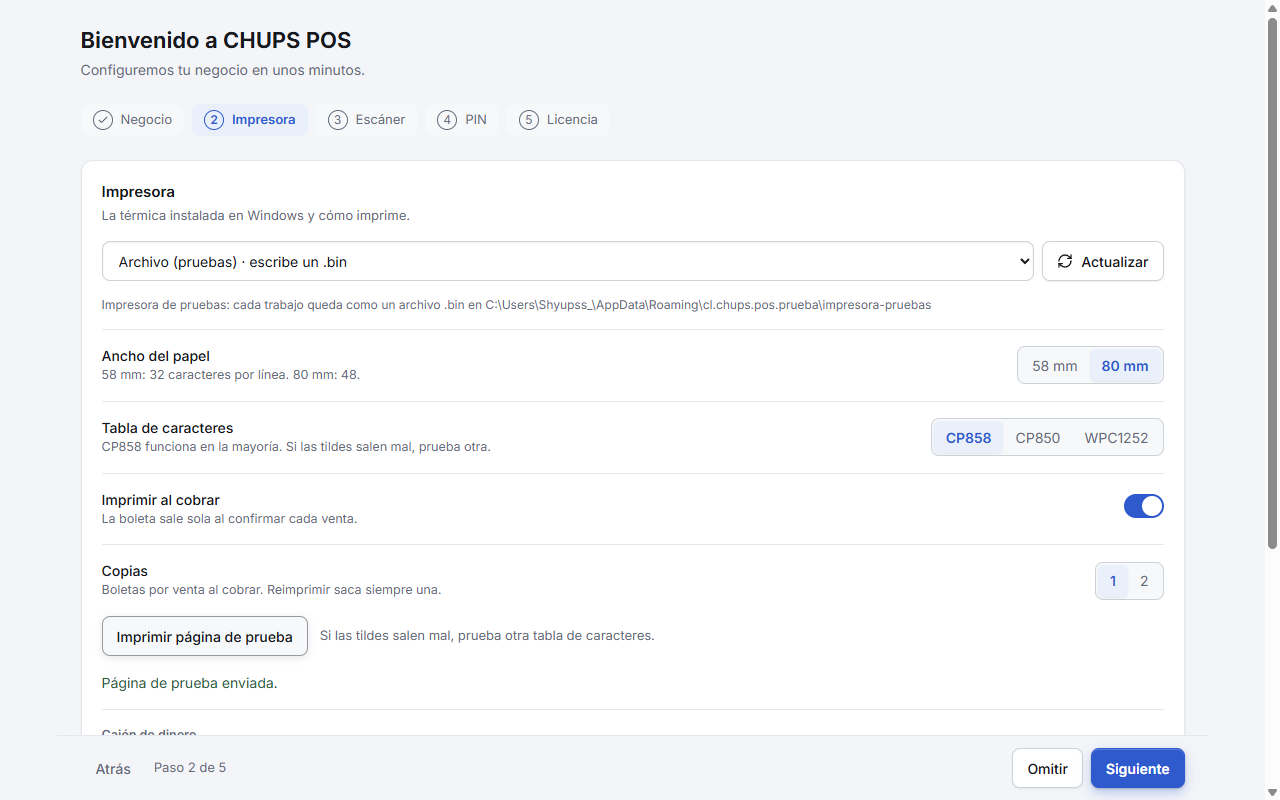 Bienvenido a CHUPS POS
Configuremos tu negocio en unos minutos.
Negocio
2 Impresora
3 Escáner
4 PIN
5 Licencia
Impresora
La térmica instalada en Windows y cómo imprime.
Archivo (pruebas) · escribe un .bin
Actualizar
Impresora de pruebas: cada trabajo queda como un archivo .bin en C:\Users\Shyupss_\AppData\Roaming\cl.chups.pos.prueba\impresora-pruebas
Ancho del papel
58 mm: 32 caracteres por línea. 80 mm: 48.
58 mm
80 mm
Tabla de caracteres
CP858 funciona en la mayoría. Si las tildes salen mal, prueba otra.
CP858
CP850
WPC1252
Imprimir al cobrar
La boleta sale sola al confirmar cada venta.
Copias
Boletas por venta al cobrar. Reimprimir saca siempre una.
1
2
Imprimir página de prueba
Si las tildes salen mal, prueba otra tabla de caracteres.
Página de prueba enviada.
Cajón de dinero
Atrás
Paso 2 de 5
Omitir
Siguiente